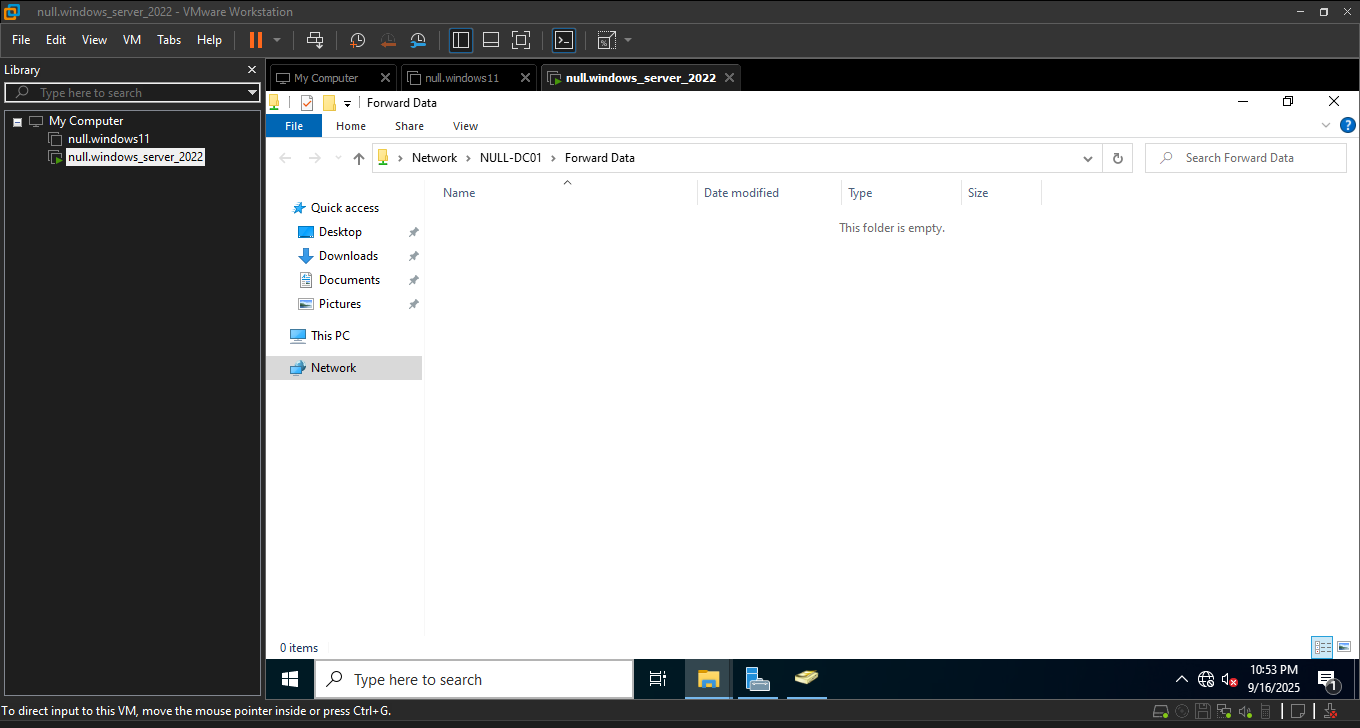 null.windows_server_2022 - VMware Workstation
File Edit View VM Tabs Help
Library
Type here to search
My Computer
null.windows11
null.windows_server_2022
My Computer null.windows11 null.windows_server_2022
Forward Data
File Home Share View
Network > NULL-DC01 > Forward Data
Search Forward Data
Quick access
Desktop
Downloads
Documents
Pictures
This PC
Network
Name Date modified Type Size
This folder is empty.
0 items
Type here to search
10:53 PM
9/16/2025
1
To direct input to this VM, move the mouse pointer inside or press Ctrl+G.